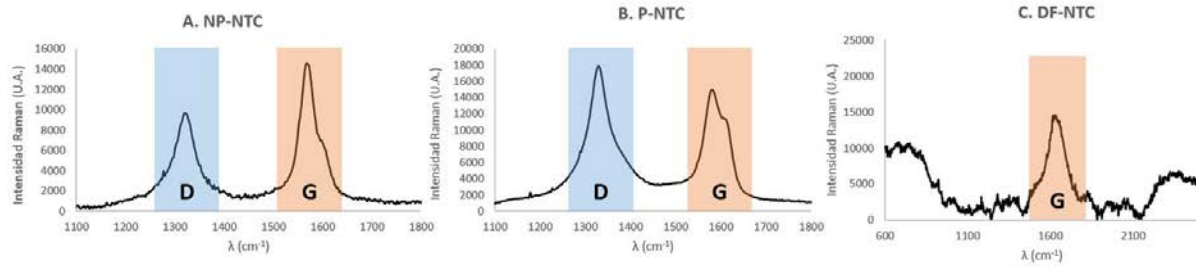 A. NP-NTC
Intensidad Raman (U.A.)
16000
14000
12000
10000
8000
6000
4000
2000
0
D
G
1100 1200 1300 1400 1500 1600 1700 1800
λ (cm⁻¹)
B. P-NTC
Intensidad Raman (U.A.)
20000
18000
16000
14000
12000
10000
8000
6000
4000
2000
0
D
G
1100 1200 1300 1400 1500 1600 1700 1800
λ (cm⁻¹)
C. DF-NTC
Intensidad Raman (U.A.)
25000
20000
15000
10000
5000
0
G
600 1100 1600 2100
λ (cm⁻¹)